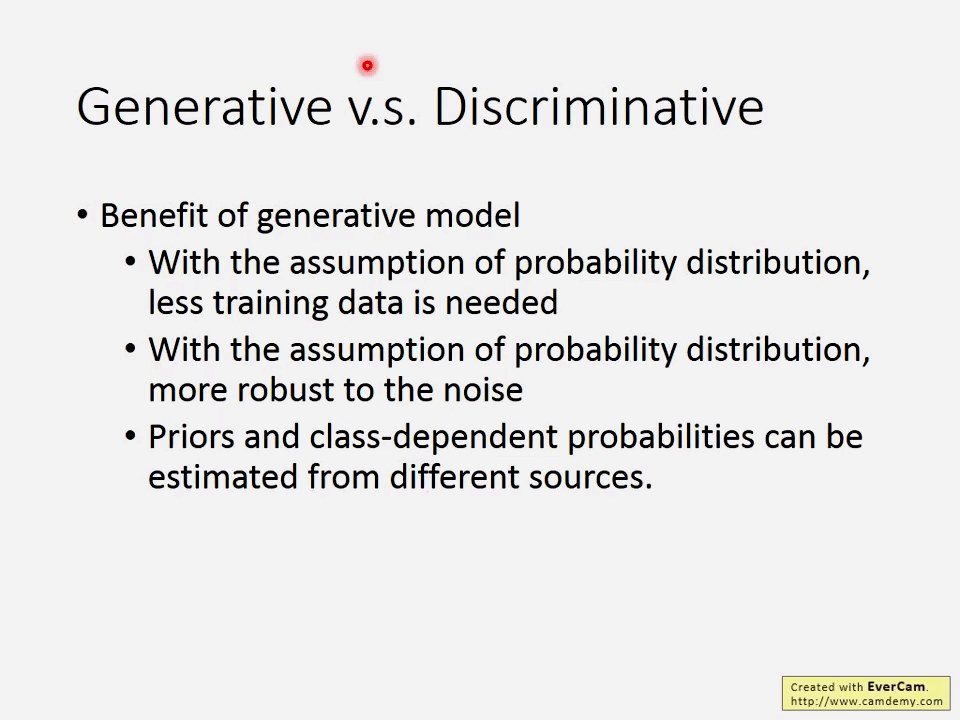 Generative v.s. Discriminative
• Benefit of generative model
• With the assumption of probability distribution,
less training data is needed
• With the assumption of probability distribution,
more robust to the noise
• Priors and class-dependent probabilities can be
estimated from different sources.
Created with EverCam.
http://www.camdemy.com